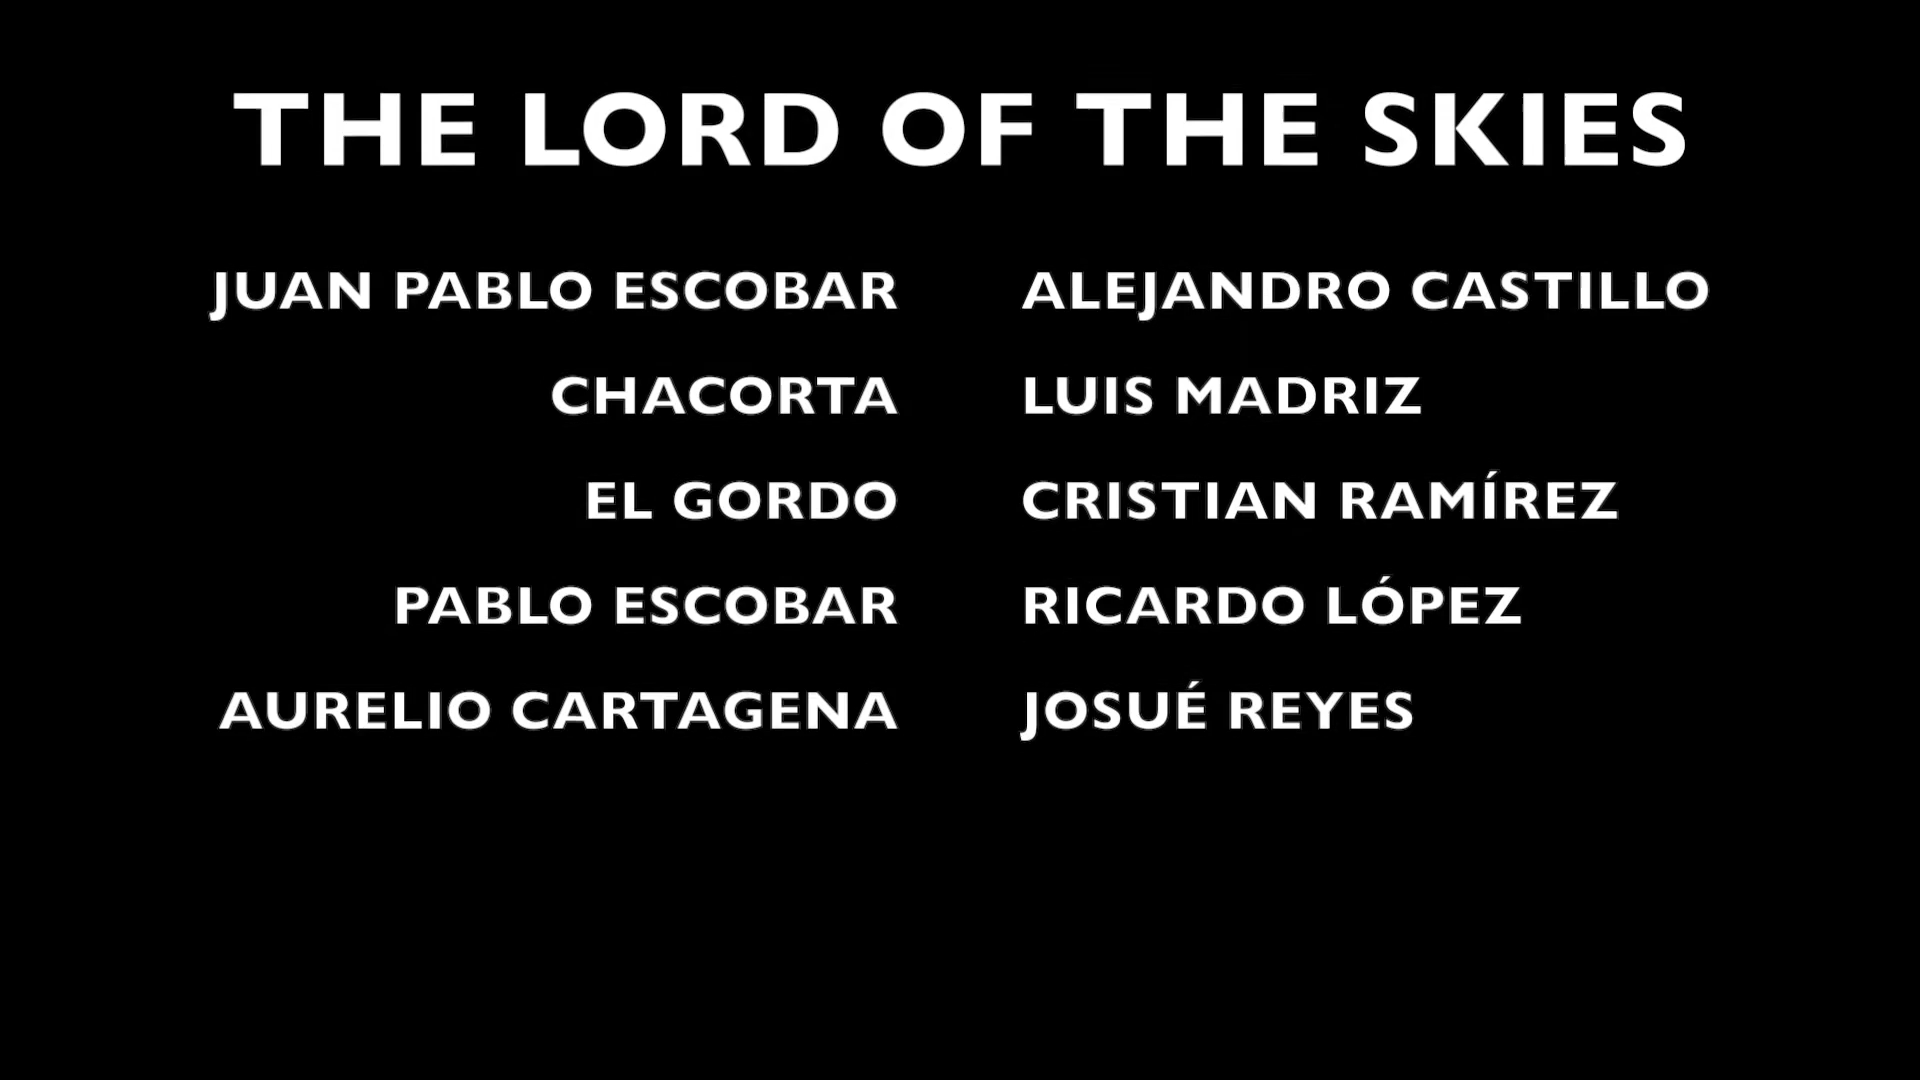 THE LORD OF THE SKIES
JUAN PABLO ESCOBAR ALEJANDRO CASTILLO
CHACORTA LUIS MADRIZ
EL GORDO CRISTIAN RAMÍREZ
PABLO ESCOBAR RICARDO LÓPEZ
AURELIO CARTAGENA JOSUÉ REYES